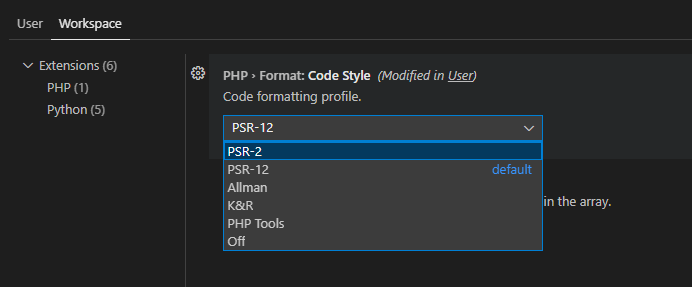 User Workspace
Extensions (6)
PHP (1)
Python (5)
PHP › Format: Code Style (Modified in User)
Code formatting profile.
PSR-12
PSR-2
PSR-12 default
Allman
in the array.
K&R
PHP Tools
Off